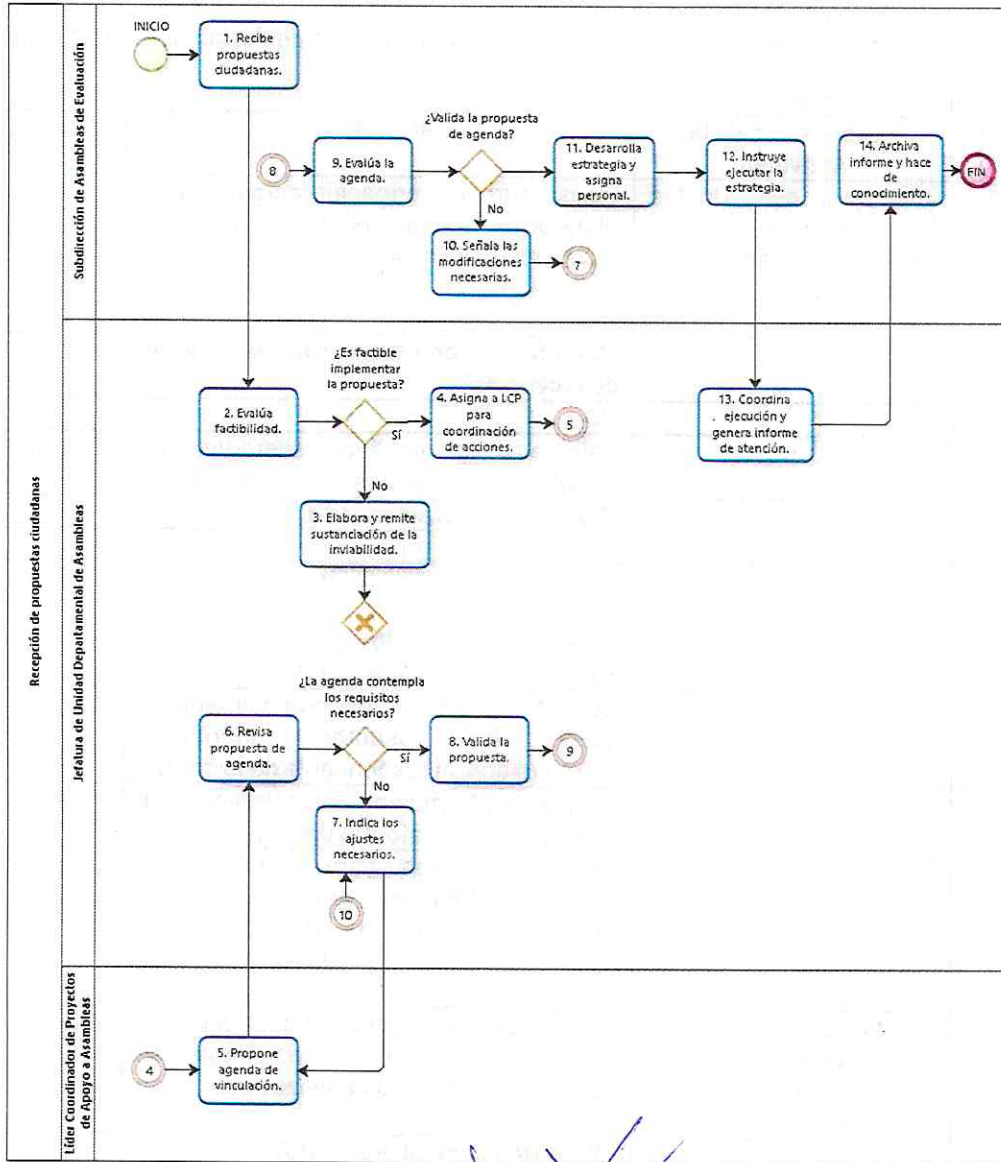 Recepción de propuestas ciudadanas
Subdirección de Asambleas de Evaluación
INICIO
1. Recibe
propuestas
ciudadanas.
8
9. Evalúa la
agenda.
¿Valida la propuesta
de agenda?
No
10. Señala las
modificaciones
necesarias.
7
11. Desarrolla
estrategia y
asigna
personal.
12. Instruye
ejecutar la
estrategia.
14. Archiva
informe y hace
de
conocimiento.
FIN
Jefatura de Unidad Departamental de Asambleas
2. Evalúa
factibilidad.
¿Es factible
implementar
la propuesta?
Sí
No
4. Asigna a LCP
para
coordinación
de acciones.
5
3. Elabora y remite
sustanciación de la
inviabilidad.
13. Coordina
ejecución y
genera informe
de atención.
6. Revisa
propuesta de
agenda.
¿La agenda contempla
los requisitos
necesarios?
Sí
No
8. Valida la
propuesta.
9
7. Indica los
ajustes
necesarios.
10
Líder Coordinador de Proyectos
de Apoyo a Asambleas
4
5. Propone
agenda de
vinculación.